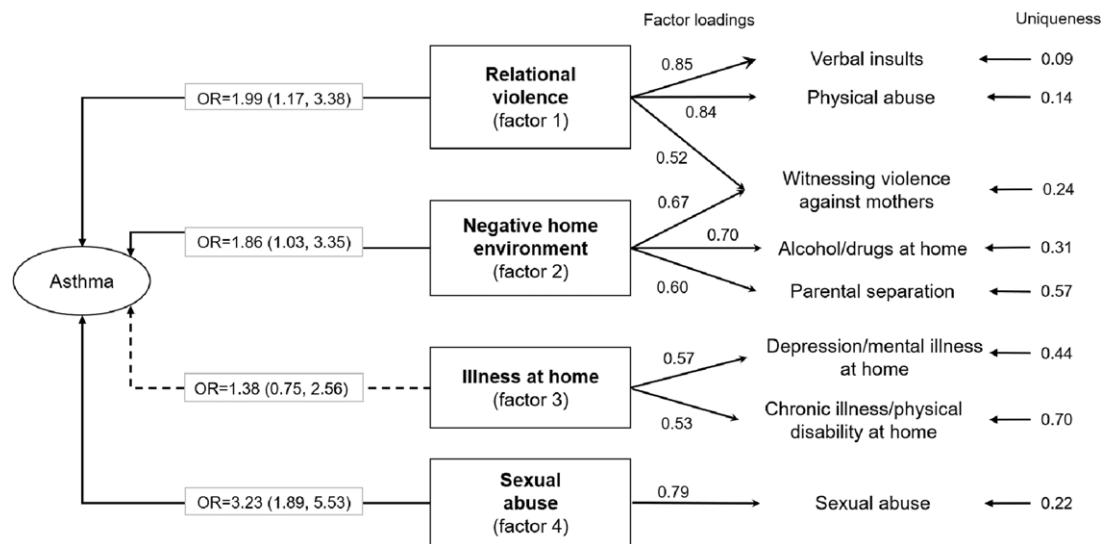 Factor loadings
Uniqueness
Relational
violence
(factor 1)
OR=1.99 (1.17, 3.38)
0.85
Verbal insults
0.09
0.84
Physical abuse
0.14
0.52
Witnessing violence
against mothers
0.24
Negative home
environment
(factor 2)
OR=1.86 (1.03, 3.35)
0.67
0.70
Alcohol/drugs at home
0.31
0.60
Parental separation
0.57
Asthma
Illness at home
(factor 3)
OR=1.38 (0.75, 2.56)
0.57
Depression/mental illness
at home
0.44
0.53
Chronic illness/physical
disability at home
0.70
Sexual
abuse
(factor 4)
OR=3.23 (1.89, 5.53)
0.79
Sexual abuse
0.22